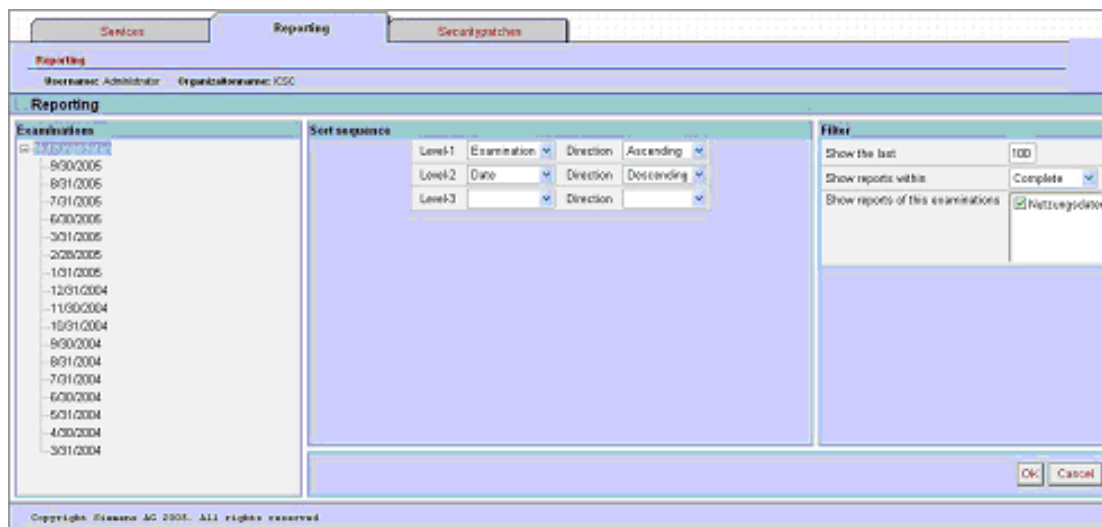 Services Reporting Securitypatches
Reporting
Username: Administrator Organizationname: ICSC
Reporting
Examinations
9/30/2005
8/31/2005
7/31/2005
6/30/2005
3/31/2005
2/28/2005
1/31/2005
12/31/2004
11/30/2004
10/31/2004
9/30/2004
8/31/2004
7/31/2004
6/30/2004
5/31/2004
4/30/2004
3/31/2004
Sort sequence
Level-1 Examination Direction Ascending
Level-2 Date Direction Descending
Level-3 Direction
Filter
Show the last 100
Show reports within Complete
Show reports of this examinations Nutzungsdaten
OK Cancel
Copyright Siemens AG 2005. All rights reserved